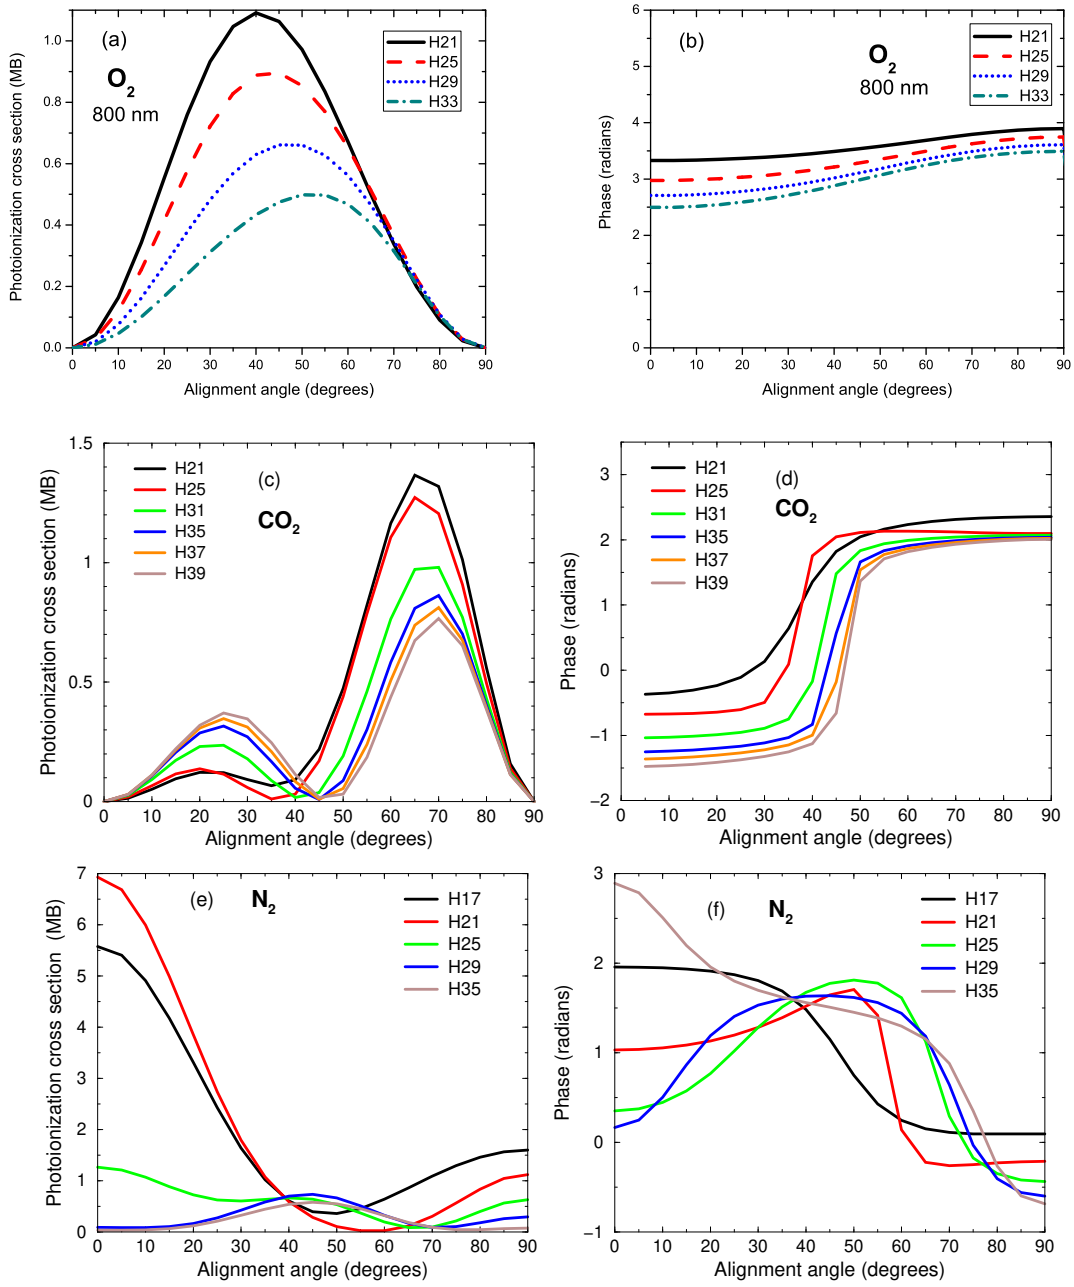 (a)
O2
800 nm
H21
H25
H29
H33
Photoionization cross section (MB)
1.0
0.8
0.6
0.4
0.2
0.0
0 10 20 30 40 50 60 70 80 90
Alignment angle (degrees)
(b)
O2
800 nm
H21
H25
H29
H33
Phase (radians)
6
5
4
3
2
1
0
0 10 20 30 40 50 60 70 80 90
Alignment angle (degrees)
(c)
CO2
H21
H25
H31
H35
H37
H39
Photoionization cross section (MB)
1.5
1
0.5
0
0 10 20 30 40 50 60 70 80 90
Alignment angle (degrees)
(d)
CO2
H21
H25
H31
H35
H37
H39
Phase (radians)
3
2
1
0
−1
−2
0 10 20 30 40 50 60 70 80 90
Alignment angle (degrees)
(e)
N2
H17
H21
H25
H29
H35
Photoionization cross section (MB)
7
6
5
4
3
2
1
0
0 10 20 30 40 50 60 70 80 90
Alignment angle (degrees)
(f)
N2
H17
H21
H25
H29
H35
Phase (radians)
3
2
1
0
−1
0 10 20 30 40 50 60 70 80 90
Alignment angle (degrees)